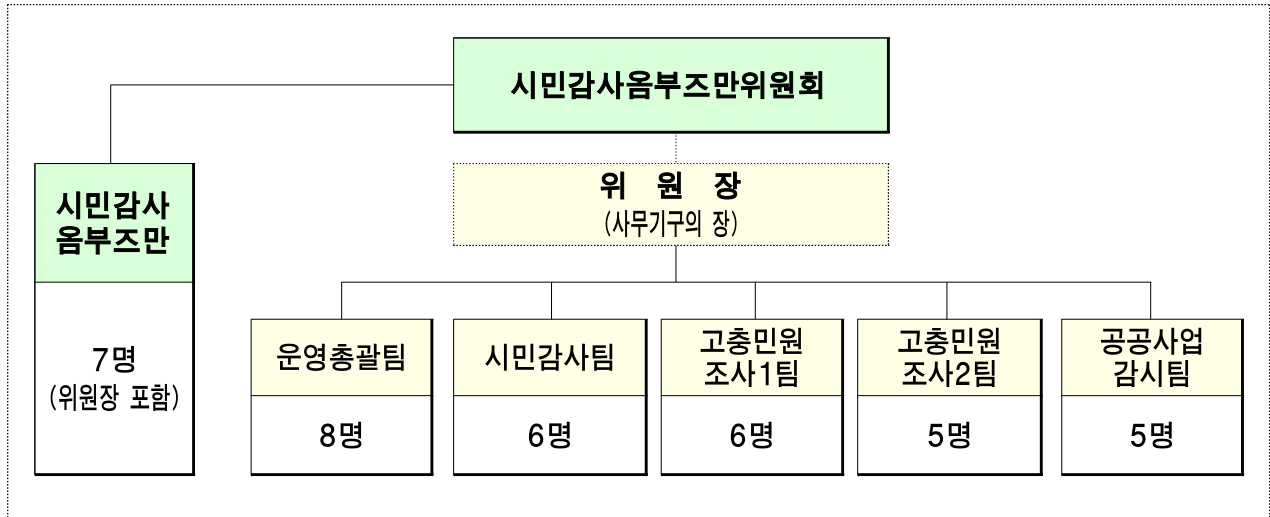 시민감사옴부즈만위원회
위 원 장
(사무기구의 장)
시민감사
옴부즈만
7명
(위원장 포함)
운영총괄팀
8명
시민감사팀
6명
고충민원
조사1팀
6명
고충민원
조사2팀
5명
공공사업
감시팀
5명